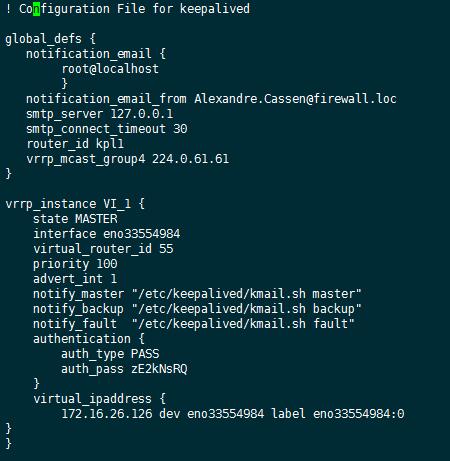 ! Configuration File for keepalived
global_defs {
notification_email {
root@localhost
}
notification_email_from Alexandre.Cassen@firewall.loc
smtp_server 127.0.0.1
smtp_connect_timeout 30
router_id kpl1
vrrp_mcast_group4 224.0.61.61
}
vrrp_instance VI_1 {
state MASTER
interface eno33554984
virtual_router_id 55
priority 100
advert_int 1
notify_master "/etc/keepalived/kmail.sh master"
notify_backup "/etc/keepalived/kmail.sh backup"
notify_fault  "/etc/keepalived/kmail.sh fault"
authentication {
auth_type PASS
auth_pass zE2kNsRQ
}
virtual_ipaddress {
172.16.26.126 dev eno33554984 label eno33554984:0
}
}